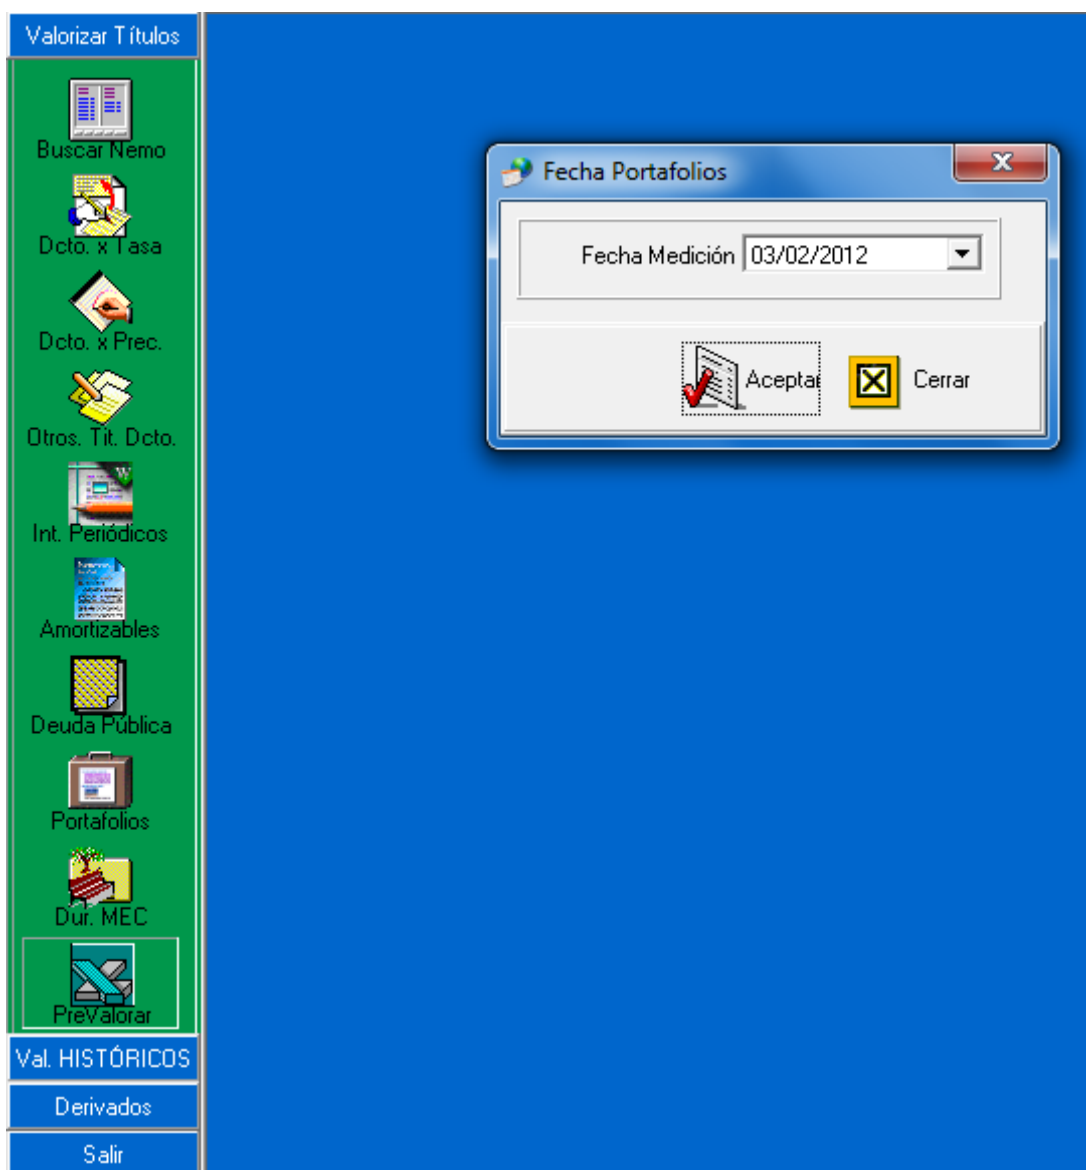 Valorizar Títulos
Buscar Nemo
Dcto. x Tasa
Dcto. x Prec.
Otros. Tit. Dcto.
Int. Periódicos
Amortizables
Deuda Pública
Portafolios
Dur. MEC
PreValorar
Val. HISTÓRICOS
Derivados
Salir
Fecha Portafolios
Fecha Medición 03/02/2012
Aceptar Cerrar